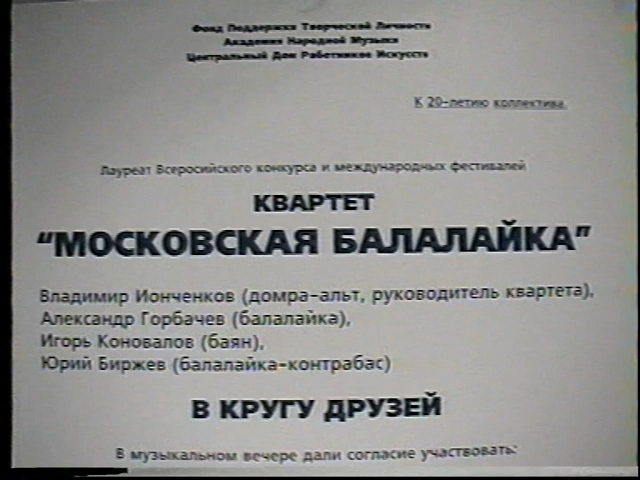 Фонд Поддержки Творческой Личности
Академия Народной Музыки
Центральный Дом Работников Искусств
К 20-летию коллектива
Лауреат Всеросийского конкурса и международных фестивалей
КВАРТЕТ
“МОСКОВСКАЯ БАЛАЛАЙКА”
Владимир Ионченков (домра-альт, руководитель квартета),
Александр Горбачев (балалайка),
Игорь Коновалов (баян),
Юрий Биржев (балалайка-контрабас)
В КРУГУ ДРУЗЕЙ
В музыкальном вечере дали согласие участвовать: